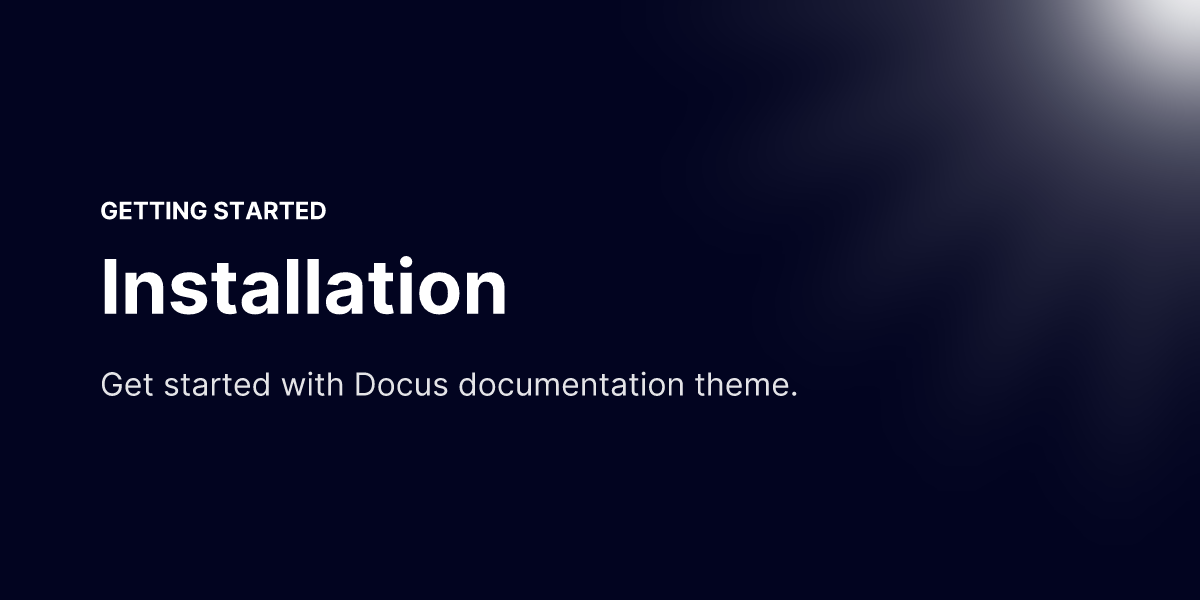 GETTING STARTED
Installation
Get started with Docus documentation theme.